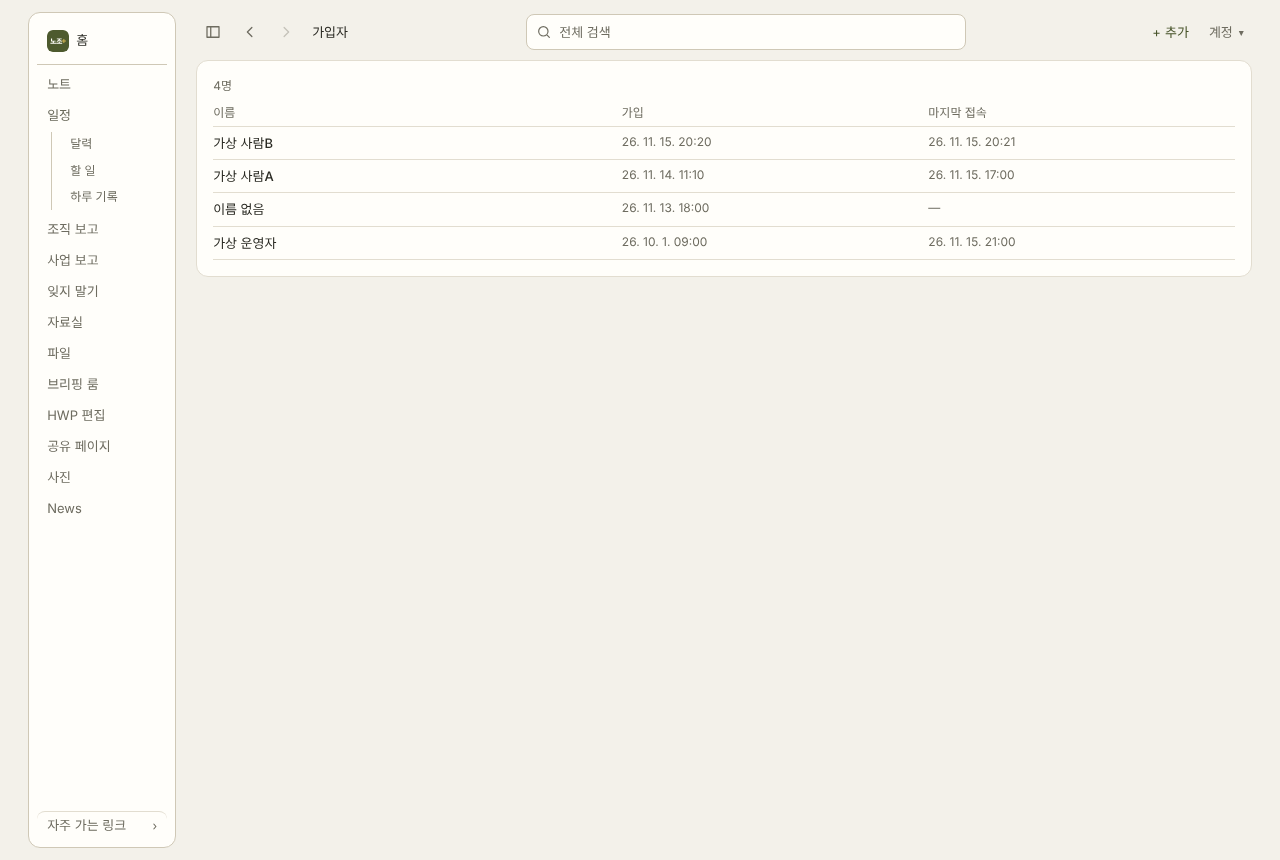 노조+ 홈
노트
일정
달력
할 일
하루 기록
조직 보고
사업 보고
잊지 말기
자료실
파일
브리핑 룸
HWP 편집
공유 페이지
사진
News
자주 가는 링크 ›
가입자
전체 검색
+ 추가 계정 ▾
4명
이름 가입 마지막 접속
가상 사람B 26. 11. 15. 20:20 26. 11. 15. 20:21
가상 사람A 26. 11. 14. 11:10 26. 11. 15. 17:00
이름 없음 26. 11. 13. 18:00 —
가상 운영자 26. 10. 1. 09:00 26. 11. 15. 21:00